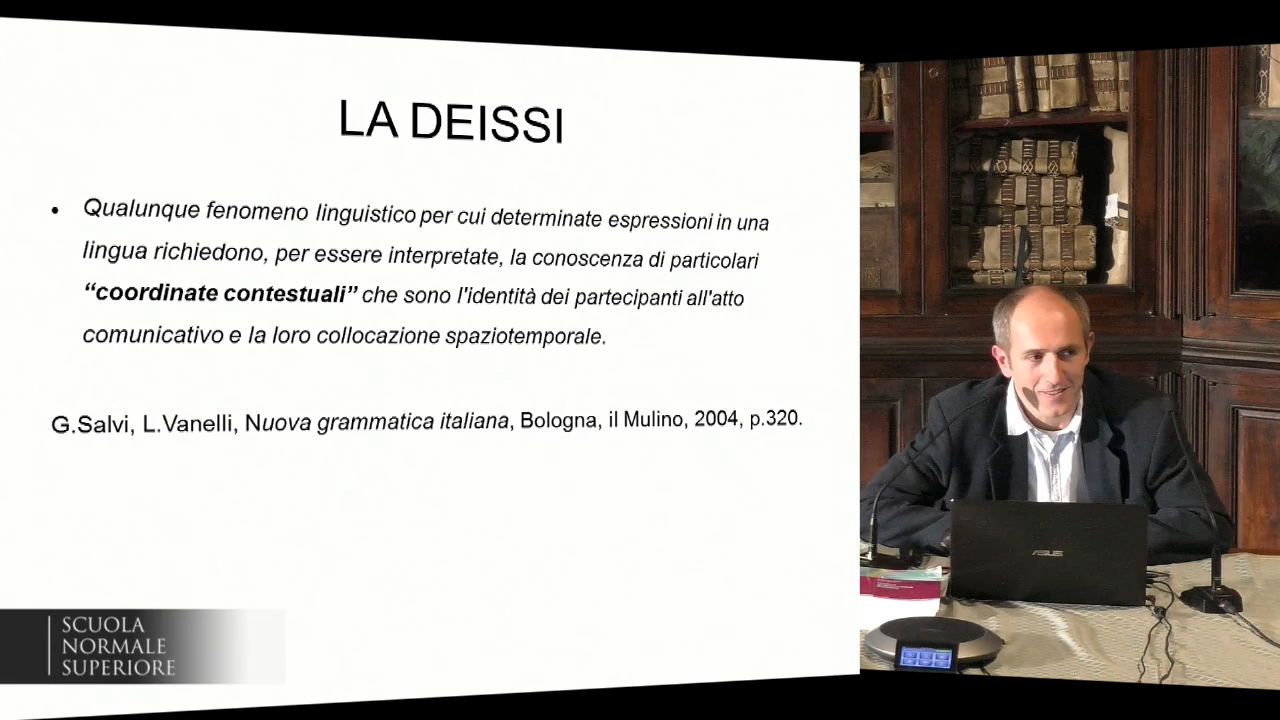 LA DEISSI
• Qualunque fenomeno linguistico per cui determinate espressioni in una
lingua richiedono, per essere interpretate, la conoscenza di particolari
“coordinate contestuali” che sono l'identità dei partecipanti all'atto
comunicativo e la loro collocazione spaziotemporale.
G.Salvi, L.Vanelli, Nuova grammatica italiana, Bologna, il Mulino, 2004, p.320.
SCUOLA
NORMALE
SUPERIORE
ASUS